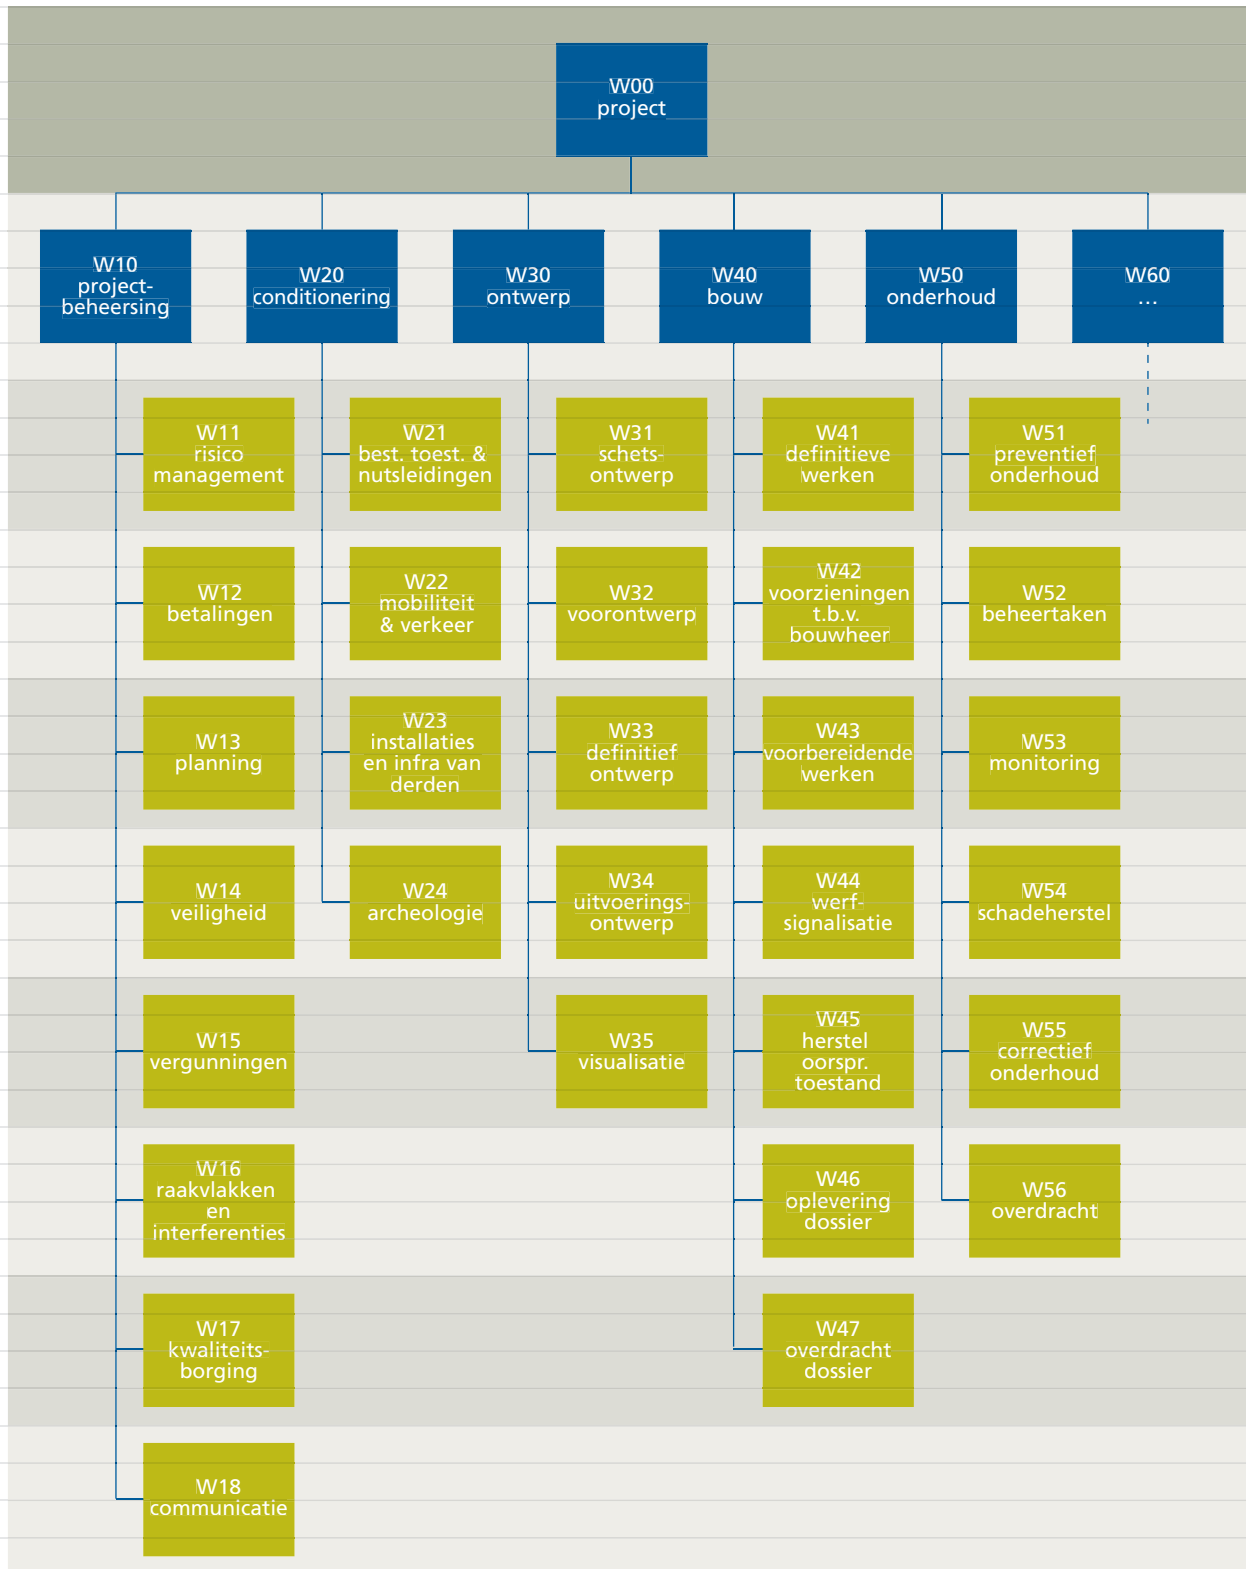 W00
project
W10
project-
beheersing
W20
conditionering
W30
ontwerp
W40
bouw
W50
onderhoud
W60
...
W11
risico
management
W21
best. toest. &
nutsleidingen
W31
schets-
ontwerp
W41
definitieve
werken
W51
preventief
onderhoud
W12
betalingen
W22
mobiliteit
& verkeer
W32
voorontwerp
W42
voorzieningen
t.b.v.
bouwheer
W52
beheertaken
W13
planning
W23
installaties
en infra van
derden
W33
definitief
ontwerp
W43
voorbereidende
werken
W53
monitoring
W14
veiligheid
W24
archeologie
W34
uitvoerings-
ontwerp
W44
werf-
signalisatie
W54
schadeherstel
W15
vergunningen
W35
visualisatie
W45
herstel
oorspr.
toestand
W55
correctief
onderhoud
W16
raakvlakken
en
interferenties
W46
oplevering
dossier
W56
overdracht
W17
kwaliteits-
borging
W47
overdracht
dossier
W18
communicatie